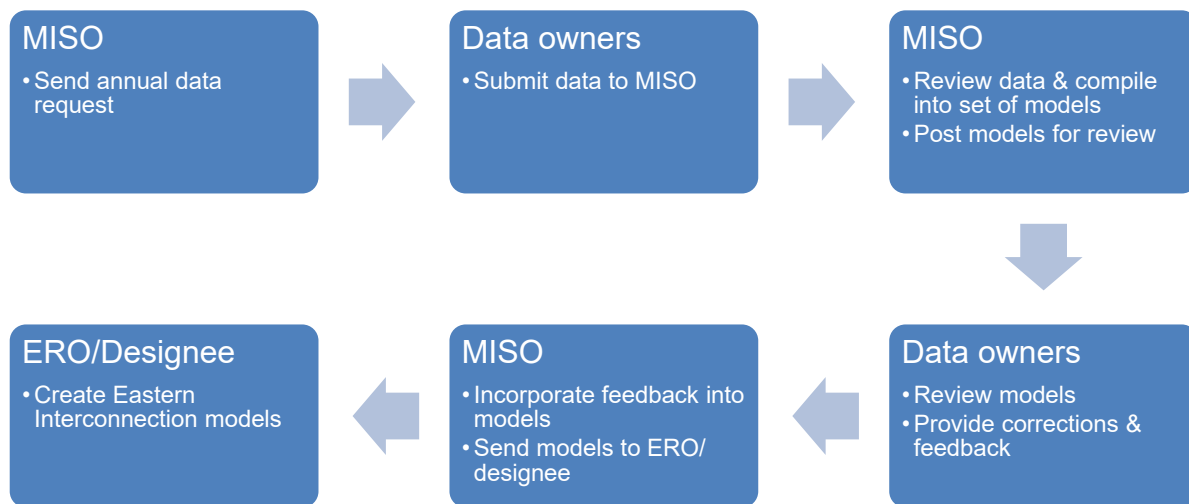 MISO
• Send annual data
request
Data owners
• Submit data to MISO
MISO
• Review data & compile
into set of models
• Post models for review
Data owners
• Review models
• Provide corrections &
feedback
MISO
• Incorporate feedback into
models
• Send models to ERO/
designee
ERO/Designee
• Create Eastern
Interconnection models